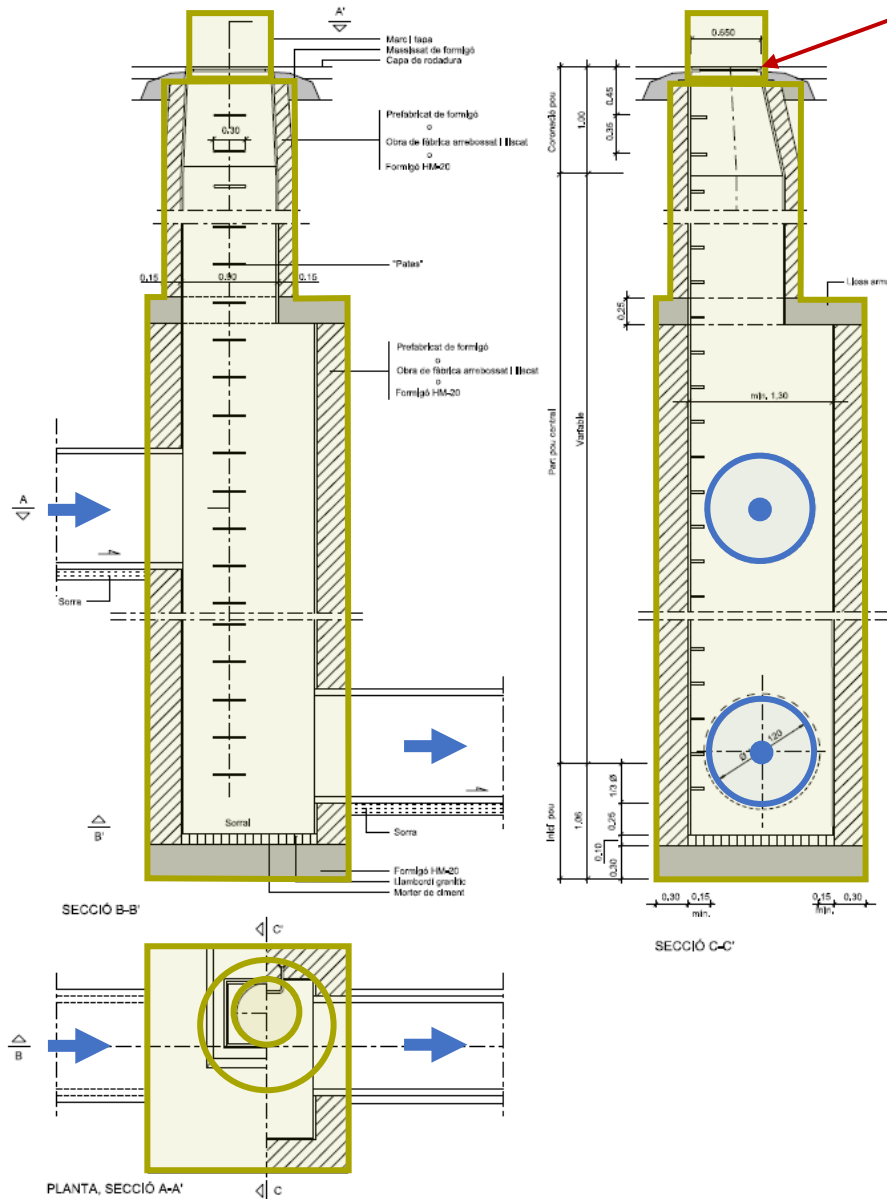 A'
Marc i tapa
Massissat de formigó
Capa de rodadura
Prefabricat de formigó
o
Obra de fàbrica arrebossat i lliscat
o
Formigó HM-20
0.30
"Pates"
0.15
0.90
0.15
Prefabricat de formigó
o
Obra de fàbrica arrebossat i lliscat
o
Formigó HM-20
A
Sorra
Sorral
Sorra
B'
Formigó HM-20
Llambordí granític
Morter de ciment
SECCIÓ B-B'
0.650
Coronació pou
1.00
0.45
0.35
Llosa arm
0.25
Part pou central
Variable
min. 1,30
Ø 120
Inici pou
1,06
1/3 Ø
0,25
0,10
0,30
0,30
0,15
min.
0,15
min.
0,30
SECCIÓ C-C'
C'
B
B
C
PLANTA, SECCIÓ A-A'